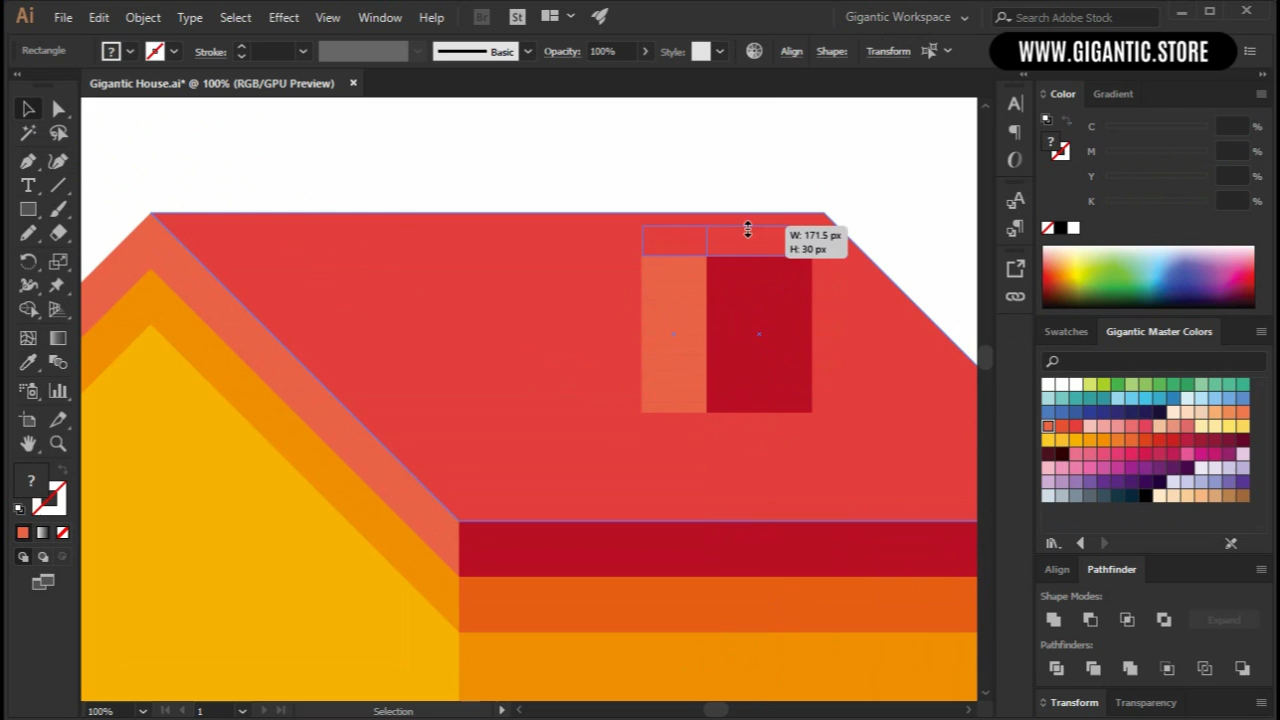 Ai File Edit Object Type Select Effect View Window Help Br St Gigantic Workspace Search Adobe Stock
Rectangle ? Stroke: Basic Opacity: 100% Style: Align Shape: Transform WWW.GIGANTIC.STORE
Gigantic House.ai* @ 100% (RGB/GPU Preview) ×
Color Gradient
C %
? M %
Y %
K %
W: 171.5 px
H: 30 px
Swatches Gigantic Master Colors
?
Align Pathfinder
Shape Modes:
Expand
Pathfinders:
Transform Transparency
100% 1 Selection